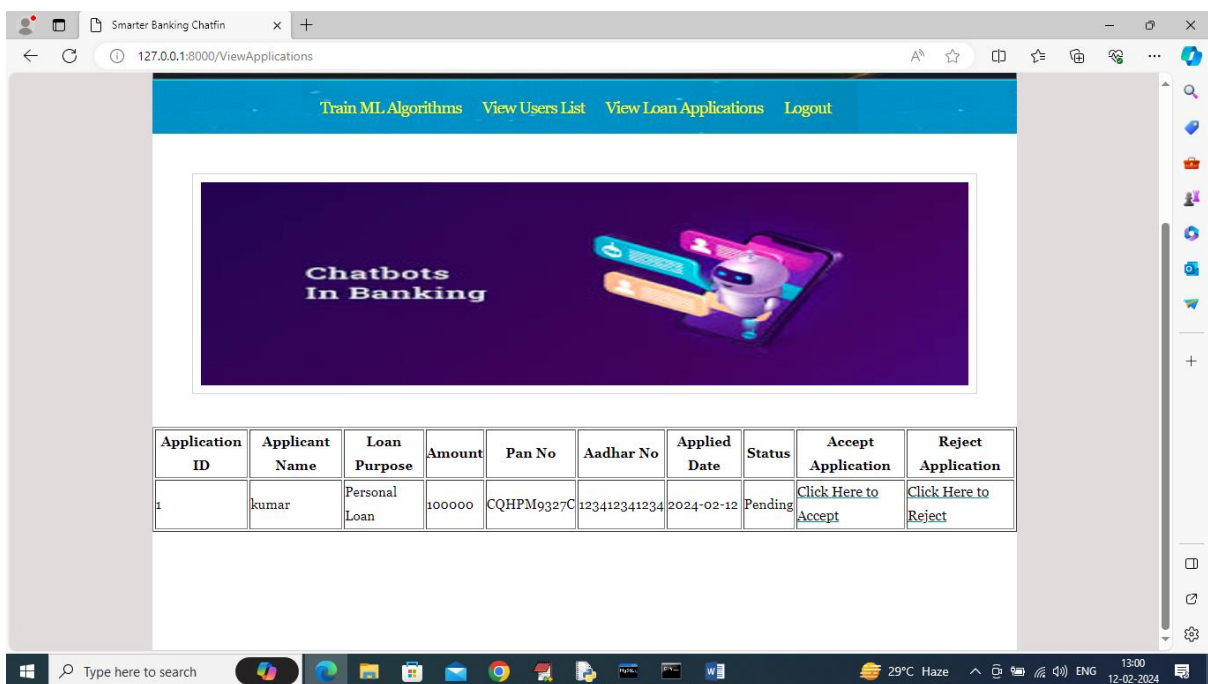 Smarter Banking Chatfin
127.0.0.1:8000/ViewApplications
Train ML Algorithms View Users List View Loan Applications Logout
Chatbots
In Banking
Application ID Applicant Name Loan Purpose Amount Pan No Aadhar No Applied Date Status Accept Application Reject Application
1 kumar Personal Loan 100000 CQHPM9327C 123412341234 2024-02-12 Pending Click Here to Accept Click Here to Reject
Type here to search
29°C Haze
ENG
13:00
12-02-2024